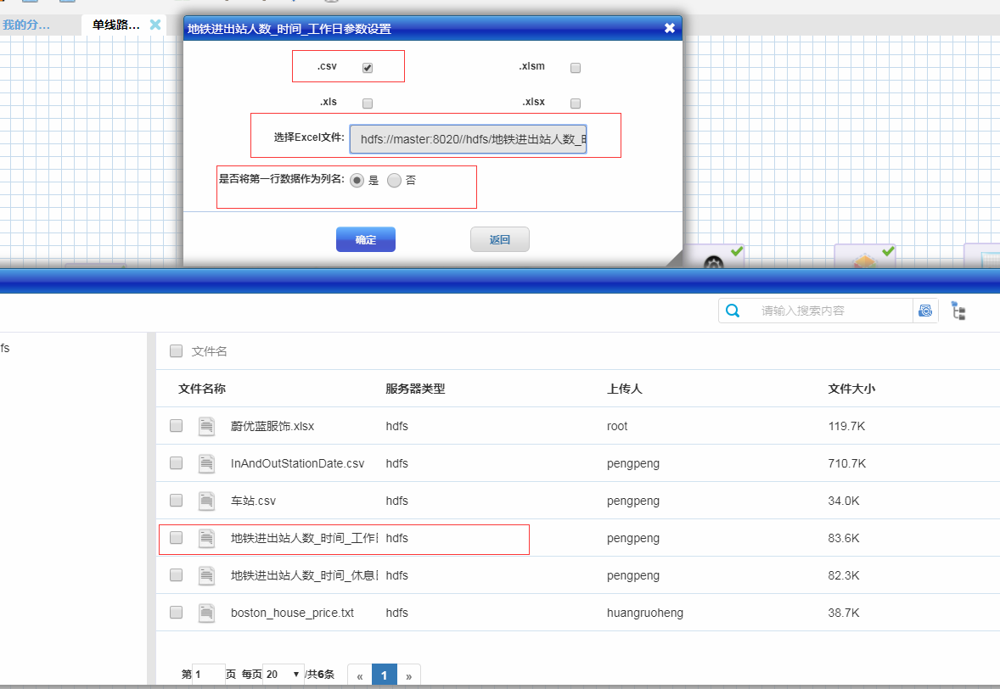 我的分...
单线路...
地铁进出站人数_时间_工作日参数设置
.csv .xlsm
.xls .xlsx
选择Excel文件: hdfs://master:8020//hdfs/地铁进出站人数_
是否将第一行数据作为列名: 是 否
确定 返回
请输入搜索内容
fs
文件名
文件名称 服务器类型 上传人 文件大小
蔚优蓝服饰.xlsx hdfs root 119.7K
InAndOutStationDate.csv hdfs pengpeng 710.7K
车站.csv hdfs pengpeng 34.0K
地铁进出站人数_时间_工作 hdfs pengpeng 83.6K
地铁进出站人数_时间_休息 hdfs pengpeng 82.3K
boston_house_price.txt hdfs huangruoheng 38.7K
第 1 页 每页 20 /共6条 « 1 »